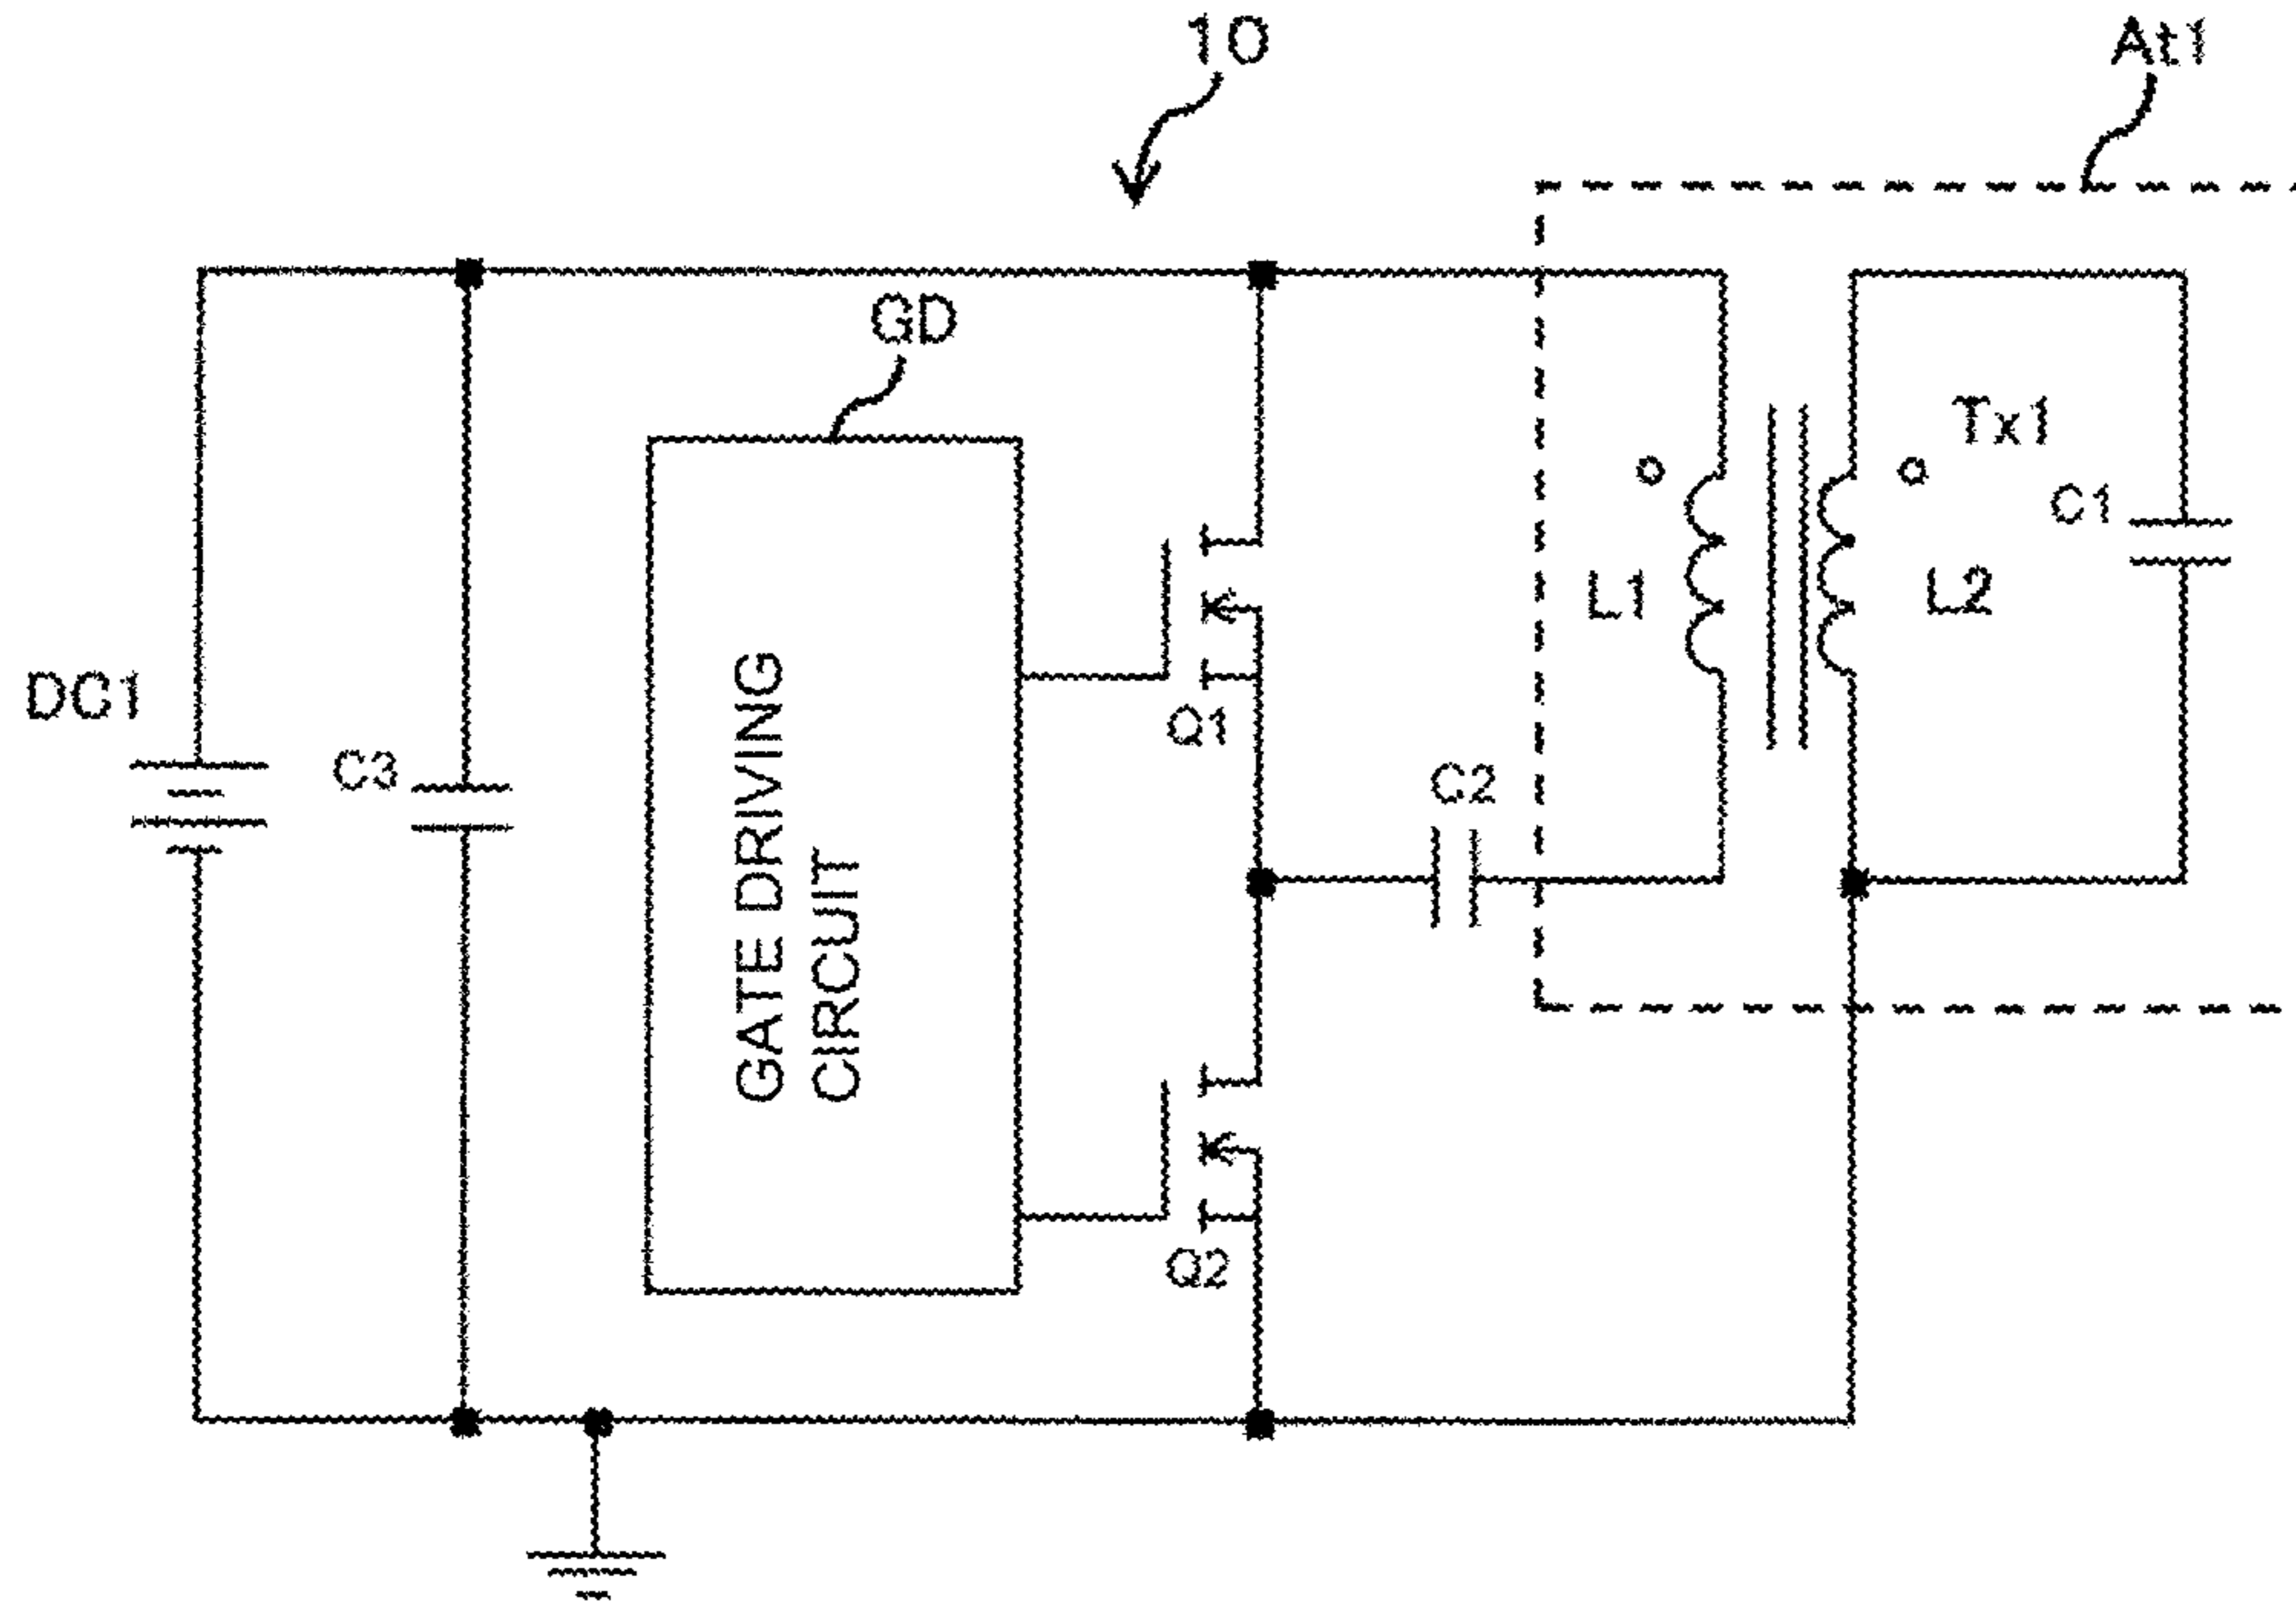 10
At1
GD
Tx1
C1
L1
L2
DC1
C3
GATE DRIVING
CIRCUIT
Q1
C2
Q2